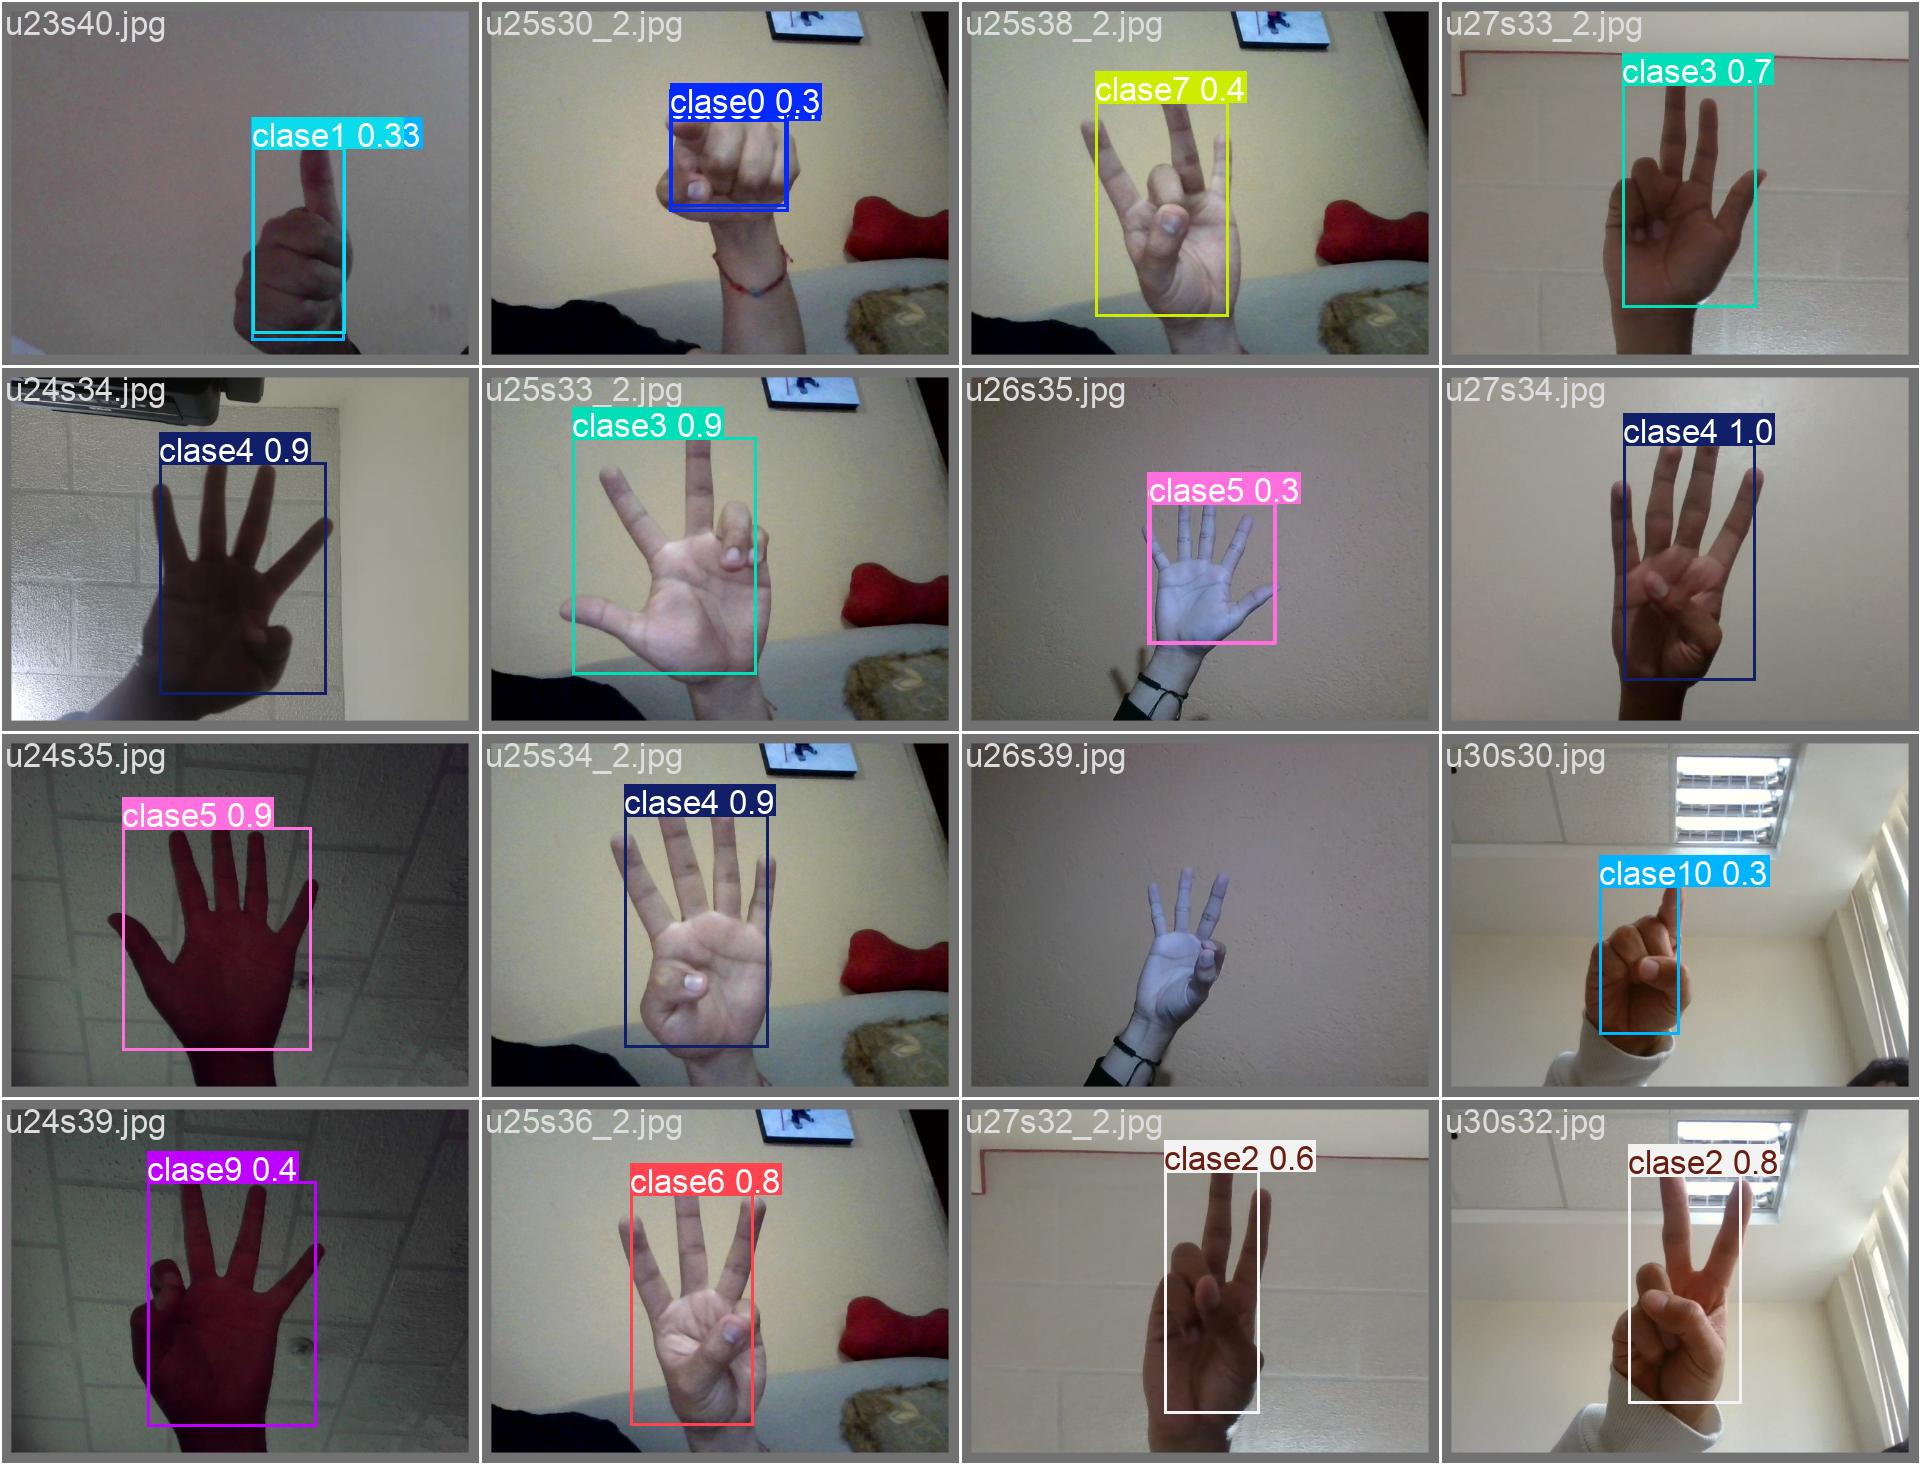 u23s40.jpg
clase1 0.33
u25s30_2.jpg
clase0 0.3
u25s38_2.jpg
clase7 0.4
u27s33_2.jpg
clase3 0.7
u24s34.jpg
clase4 0.9
u25s33_2.jpg
clase3 0.9
u26s35.jpg
clase5 0.3
u27s34.jpg
clase4 1.0
u24s35.jpg
clase5 0.9
u25s34_2.jpg
clase4 0.9
u26s39.jpg
u30s30.jpg
clase10 0.3
u24s39.jpg
clase9 0.4
u25s36_2.jpg
clase6 0.8
u27s32_2.jpg
clase2 0.6
u30s32.jpg
clase2 0.8